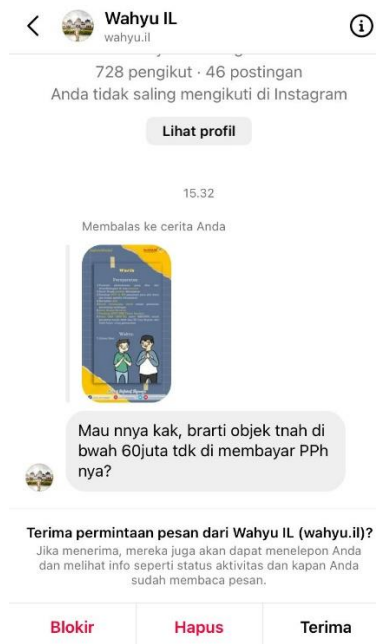 Wahyu IL
wahyu.il
728 pengikut · 46 postingan
Anda tidak saling mengikuti di Instagram
Lihat profil
15.32
Membalas ke cerita Anda
Waris
Persyaratan
Waktu
Mau nnya kak, brarti objek tnah di
bwah 60juta tdk di membayar PPh
nya?
Terima permintaan pesan dari Wahyu IL (wahyu.il)?
Jika menerima, mereka juga akan dapat menelepon Anda
dan melihat info seperti status aktivitas dan kapan Anda
sudah membaca pesan.
Blokir
Hapus
Terima